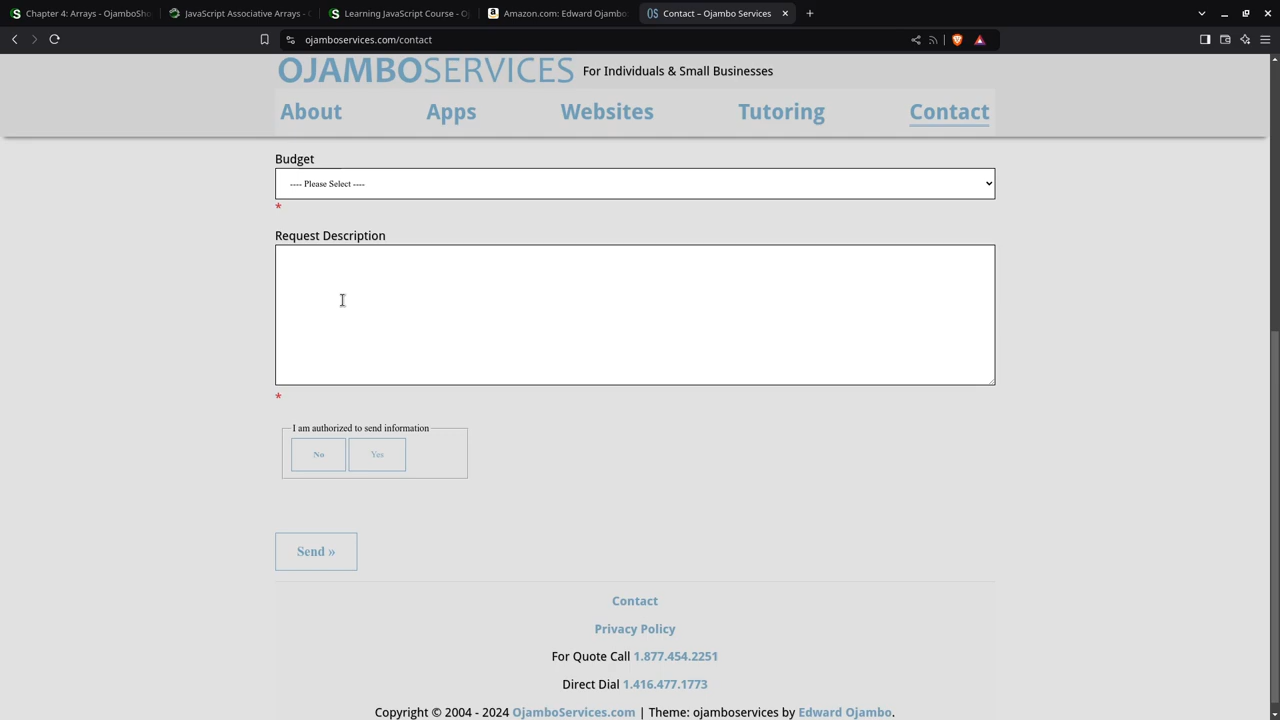 Chapter 4: Arrays - OjamboSho
JavaScript Associative Arrays -
Learning JavaScript Course - O
Amazon.com: Edward Ojambo
Contact – Ojambo Services
ojamboservices.com/contact
OJAMBOSERVICES For Individuals & Small Businesses
About Apps Websites Tutoring Contact
Budget
---- Please Select ----
*
Request Description
*
I am authorized to send information
No Yes
Send »
Contact
Privacy Policy
For Quote Call 1.877.454.2251
Direct Dial 1.416.477.1773
Copyright © 2004 - 2024 OjamboServices.com | Theme: ojamboservices by Edward Ojambo.